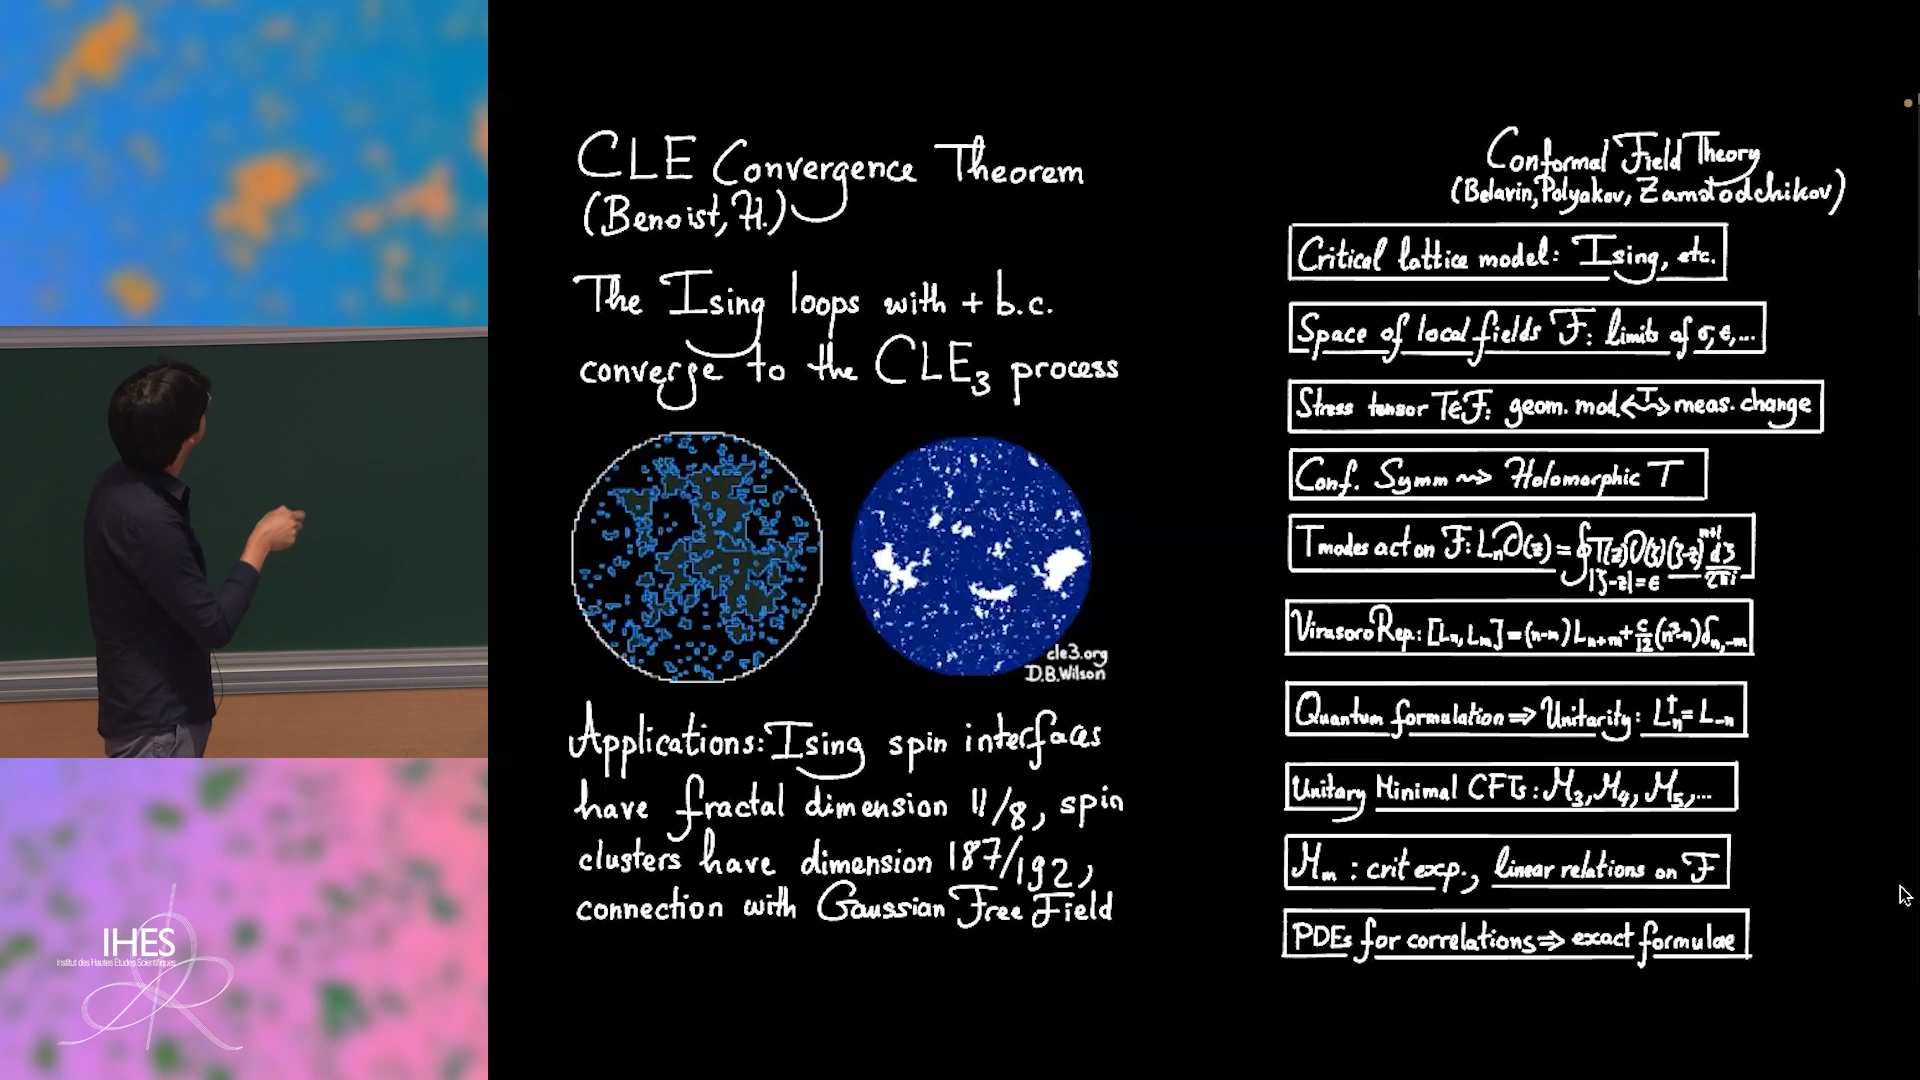 CLE Convergence Theorem
(Benoist, H.)
The Ising loops with + b.c.
converge to the CLE₃ process
cle3.org
D.B.Wilson
Applications: Ising spin interfaces
have fractal dimension 11/8, spin
clusters have dimension 187/192,
connection with Gaussian Free Field
Conformal Field Theory
(Belavin, Polyakov, Zamolodchikov)
Critical lattice model: Ising, etc.
Space of local fields F: limits of σ, ε, ...
Stress tensor T∈F: geom. mod. <-T-> meas. change
Conf. Symm ⇝ Holomorphic T
T modes act on F: LₙO(z) = ∮T(z)O(ζ)(ζ-z)ⁿ⁺¹ dζ/2πi
|ζ-z|=ε
Virasoro Rep.: [Lₙ, Lₘ] = (n-m) Lₙ₊ₘ + c/12 (n³-n) δₙ,₋ₘ
Quantum formulation ⇒ Unitarity: Lₙ† = L₋ₙ
Unitary Minimal CFTs: M₃, M₄, M₅, ...
Mₘ : crit exp., linear relations on F
PDEs for correlations ⇒ exact formulae
IHES
Institut des Hautes Études Scientifiques